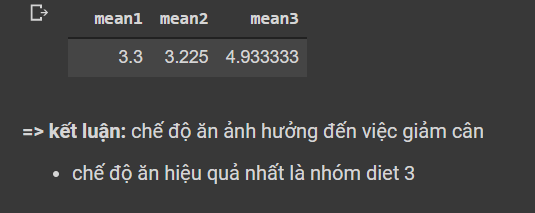 mean1 mean2 mean3
3.3 3.225 4.933333
=> kết luận: chế độ ăn ảnh hưởng đến việc giảm cân
• chế độ ăn hiệu quả nhất là nhóm diet 3